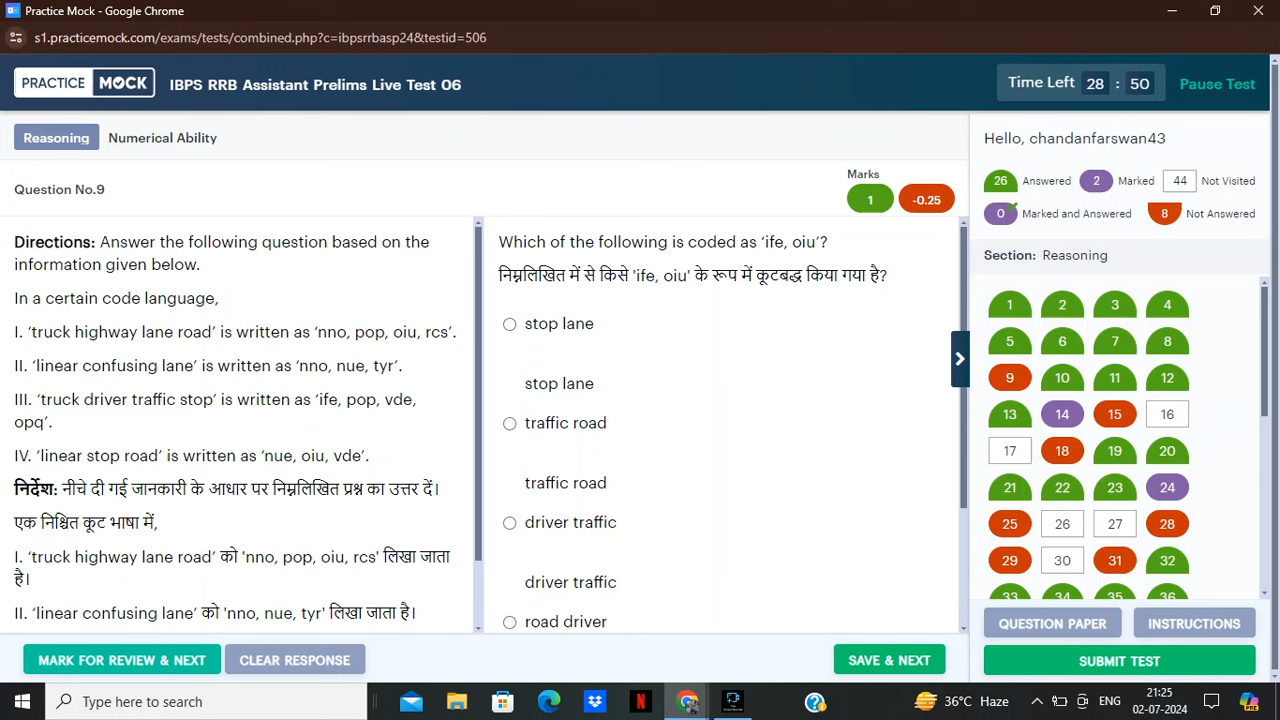 Practice Mock - Google Chrome
s1.practicemock.com/exams/tests/combined.php?c=ibpsrrbasp24&testid=506
PRACTICE MOCK
IBPS RRB Assistant Prelims Live Test 06
Time Left 28 : 50
Pause Test
Reasoning
Numerical Ability
Question No.9
Marks
1
-0.25
Directions: Answer the following question based on the
information given below.
In a certain code language,
I. ‘truck highway lane road’ is written as ‘nno, pop, oiu, rcs’.
II. ‘linear confusing lane’ is written as ‘nno, nue, tyr’.
III. ‘truck driver traffic stop’ is written as ‘ife, pop, vde,
opq’.
IV. ‘linear stop road’ is written as ‘nue, oiu, vde’.
निर्देश: नीचे दी गई जानकारी के आधार पर निम्नलिखित प्रश्न का उत्तर दें।
एक निश्चित कूट भाषा में,
I. ‘truck highway lane road’ को 'nno, pop, oiu, rcs' लिखा जाता
है।
II. ‘linear confusing lane’ को 'nno, nue, tyr' लिखा जाता है।
Which of the following is coded as ‘ife, oiu’?
निम्नलिखित में से किसे 'ife, oiu' के रूप में कूटबद्ध किया गया है?
stop lane
stop lane
traffic road
traffic road
driver traffic
driver traffic
road driver
MARK FOR REVIEW & NEXT
CLEAR RESPONSE
SAVE & NEXT
Hello, chandanfarswan43
26 Answered
2 Marked
44 Not Visited
0 Marked and Answered
8 Not Answered
Section: Reasoning
1 2 3 4
5 6 7 8
9 10 11 12
13 14 15 16
17 18 19 20
21 22 23 24
25 26 27 28
29 30 31 32
33 34 35 36
QUESTION PAPER
INSTRUCTIONS
SUBMIT TEST
Type here to search
36°C Haze
ENG
21:25
02-07-2024